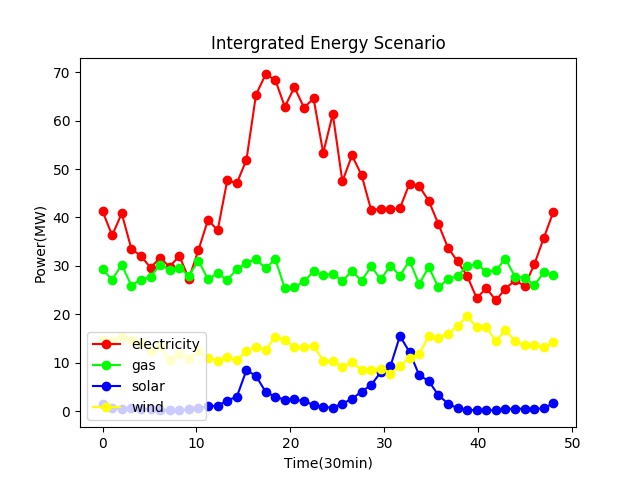 Intergrated Energy Scenario
Power(MW)
70
60
50
40
30
20
10
0
electricity
gas
solar
wind
0 10 20 30 40 50
Time(30min)